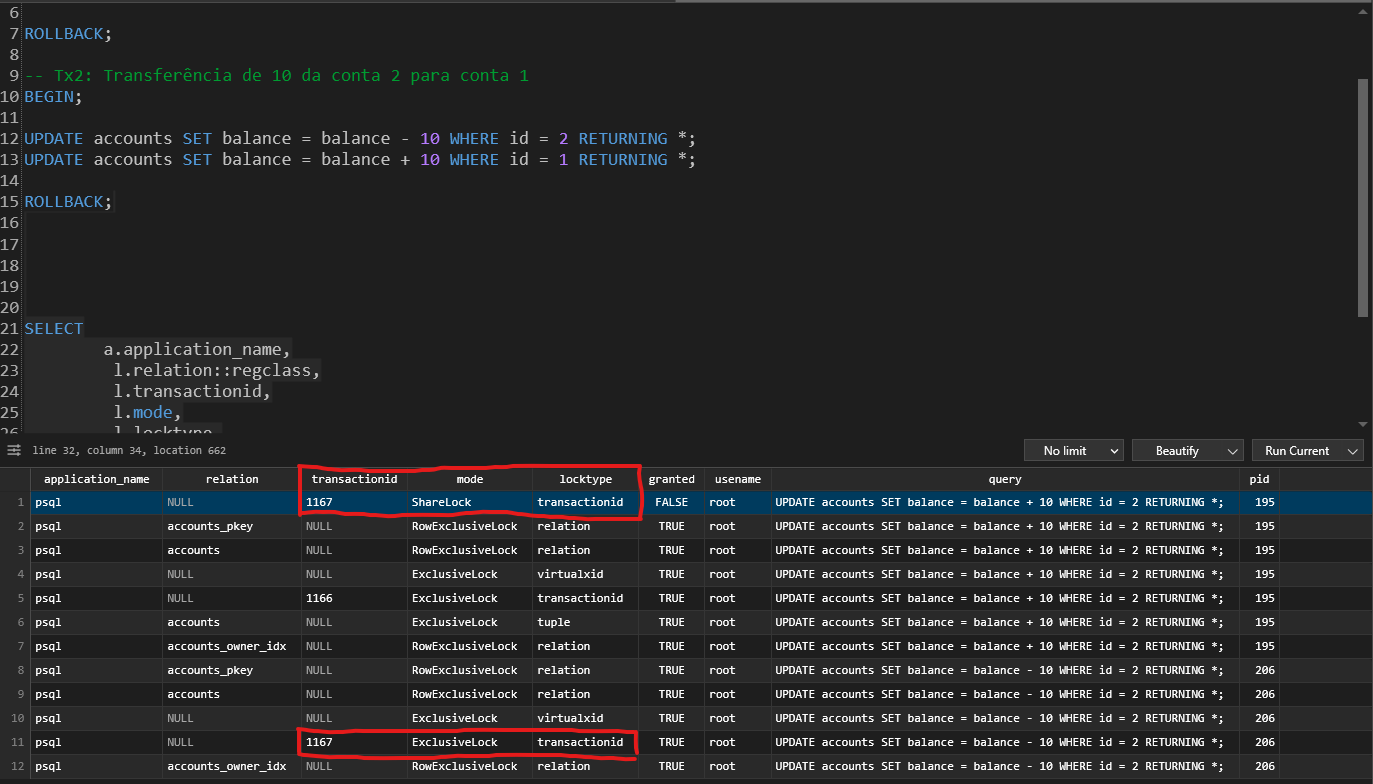 6
7 ROLLBACK;
8
9 -- Tx2: Transferência de 10 da conta 2 para conta 1
10 BEGIN;
11
12 UPDATE accounts SET balance = balance - 10 WHERE id = 2 RETURNING *;
13 UPDATE accounts SET balance = balance + 10 WHERE id = 1 RETURNING *;
14
15 ROLLBACK;
16
17
18
19
20
21 SELECT
22 a.application_name,
23 l.relation::regclass,
24 l.transactionid,
25 l.mode,
26 l.locktype,
line 32, column 34, location 662 No limit Beautify Run Current
application_name relation transactionid mode locktype granted usename query pid
1 psql NULL 1167 ShareLock transactionid FALSE root UPDATE accounts SET balance = balance + 10 WHERE id = 2 RETURNING *; 195
2 psql accounts_pkey NULL RowExclusiveLock relation TRUE root UPDATE accounts SET balance = balance + 10 WHERE id = 2 RETURNING *; 195
3 psql accounts NULL RowExclusiveLock relation TRUE root UPDATE accounts SET balance = balance + 10 WHERE id = 2 RETURNING *; 195
4 psql NULL NULL ExclusiveLock virtualxid TRUE root UPDATE accounts SET balance = balance + 10 WHERE id = 2 RETURNING *; 195
5 psql NULL 1166 ExclusiveLock transactionid TRUE root UPDATE accounts SET balance = balance + 10 WHERE id = 2 RETURNING *; 195
6 psql accounts NULL ExclusiveLock tuple TRUE root UPDATE accounts SET balance = balance + 10 WHERE id = 2 RETURNING *; 195
7 psql accounts_owner_idx NULL RowExclusiveLock relation TRUE root UPDATE accounts SET balance = balance + 10 WHERE id = 2 RETURNING *; 195
8 psql accounts_pkey NULL RowExclusiveLock relation TRUE root UPDATE accounts SET balance = balance - 10 WHERE id = 2 RETURNING *; 206
9 psql accounts NULL RowExclusiveLock relation TRUE root UPDATE accounts SET balance = balance - 10 WHERE id = 2 RETURNING *; 206
10 psql NULL NULL ExclusiveLock virtualxid TRUE root UPDATE accounts SET balance = balance - 10 WHERE id = 2 RETURNING *; 206
11 psql NULL 1167 ExclusiveLock transactionid TRUE root UPDATE accounts SET balance = balance - 10 WHERE id = 2 RETURNING *; 206
12 psql accounts_owner_idx NULL RowExclusiveLock relation TRUE root UPDATE accounts SET balance = balance - 10 WHERE id = 2 RETURNING *; 206